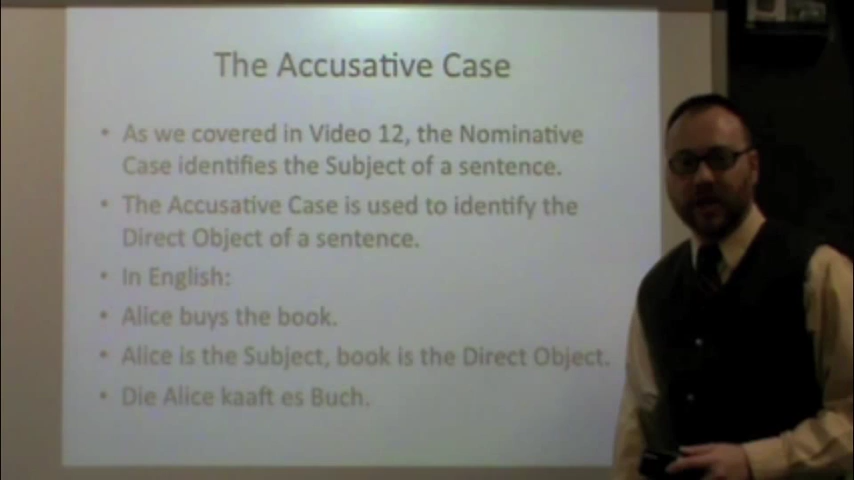 The Accusative Case
• As we covered in Video 12, the Nominative
Case identifies the Subject of a sentence.
• The Accusative Case is used to identify the
Direct Object of a sentence.
• In English:
• Alice buys the book.
• Alice is the Subject, book is the Direct Object.
• Die Alice kaaft es Buch.